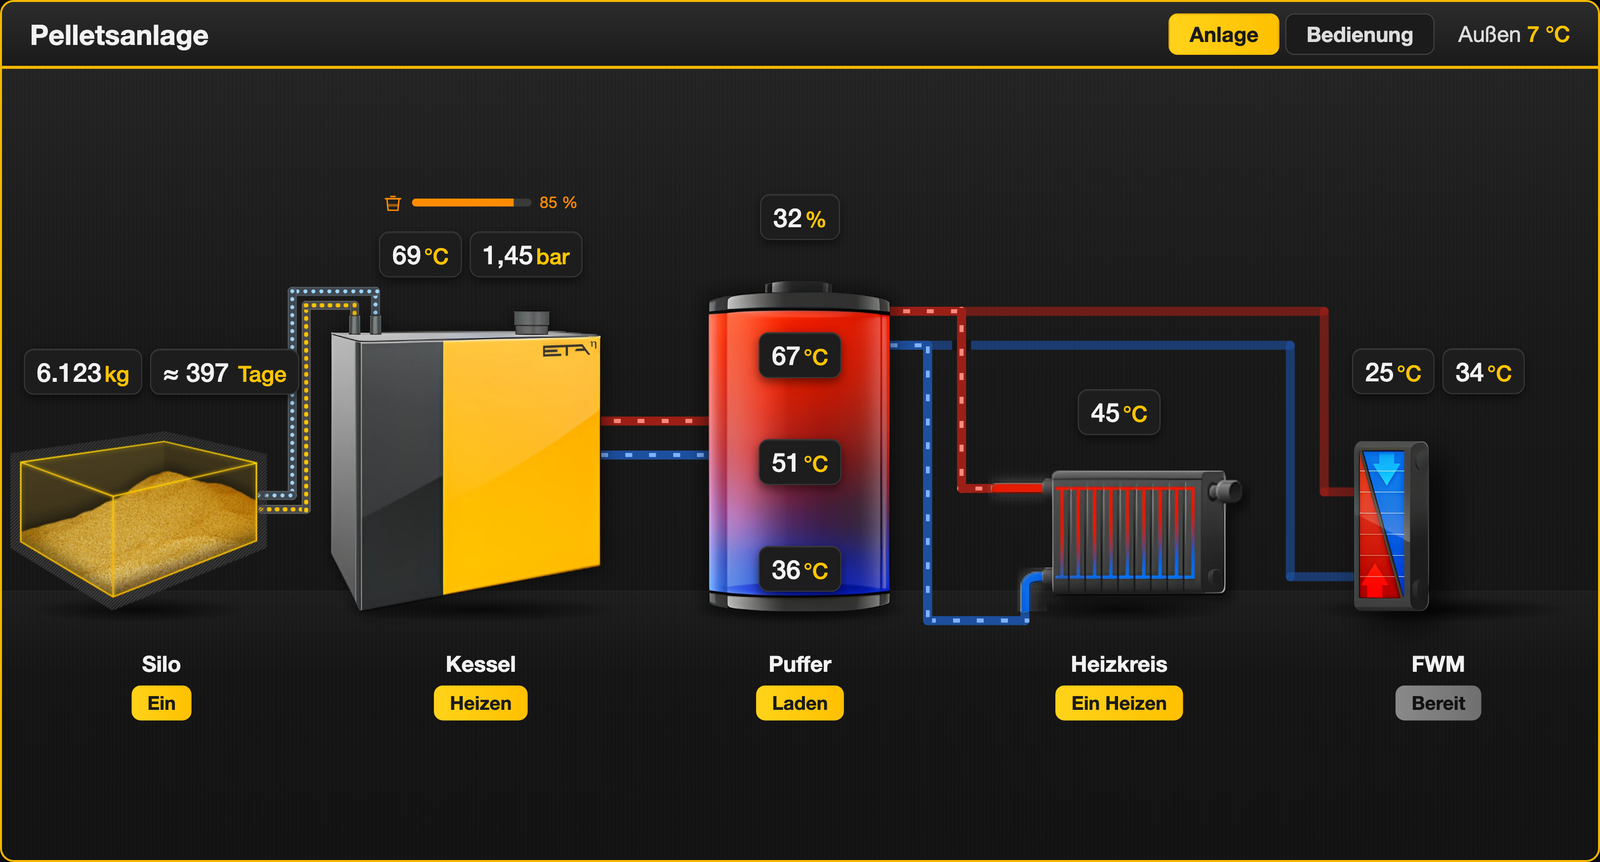 Pelletsanlage
Anlage
Bedienung
Außen 7 °C
85 %
32 %
69 °C
1,45 bar
6.123 kg
≈ 397 Tage
ETA η
67 °C
51 °C
36 °C
45 °C
25 °C
34 °C
Silo
Kessel
Puffer
Heizkreis
FWM
Ein
Heizen
Laden
Ein Heizen
Bereit